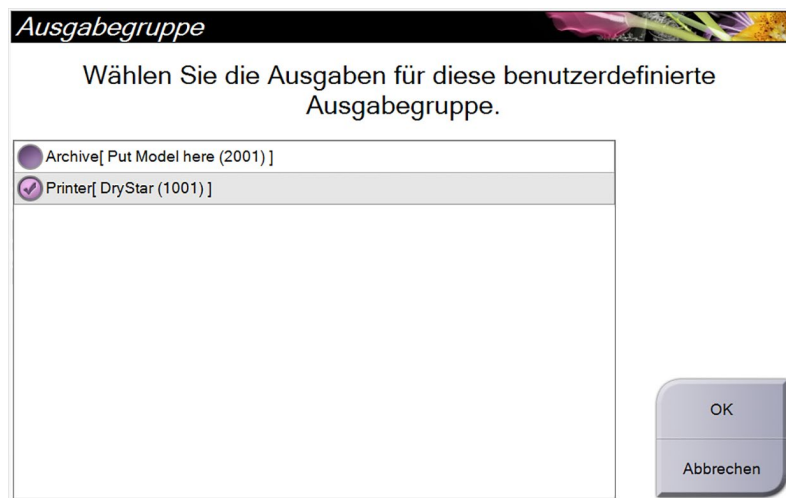 Ausgabegruppe
Wählen Sie die Ausgaben für diese benutzerdefinierte
Ausgabegruppe.
Archive[ Put Model here (2001) ]
Printer[ DryStar (1001) ]
OK
Abbrechen